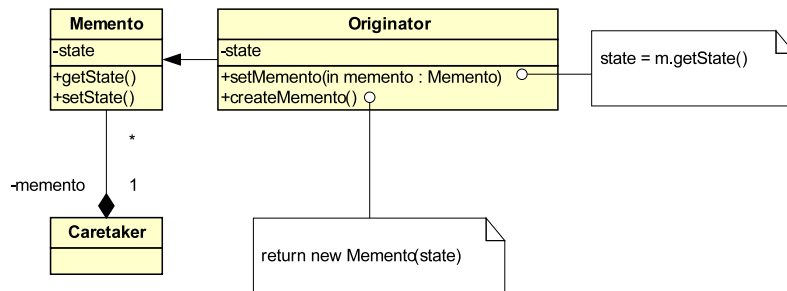 Memento
-state
+getState()
+setState()
Originator
-state
+setMemento(in memento : Memento)
+createMemento()
state = m.getState()
*
-memento
1
Caretaker
return new Memento(state)